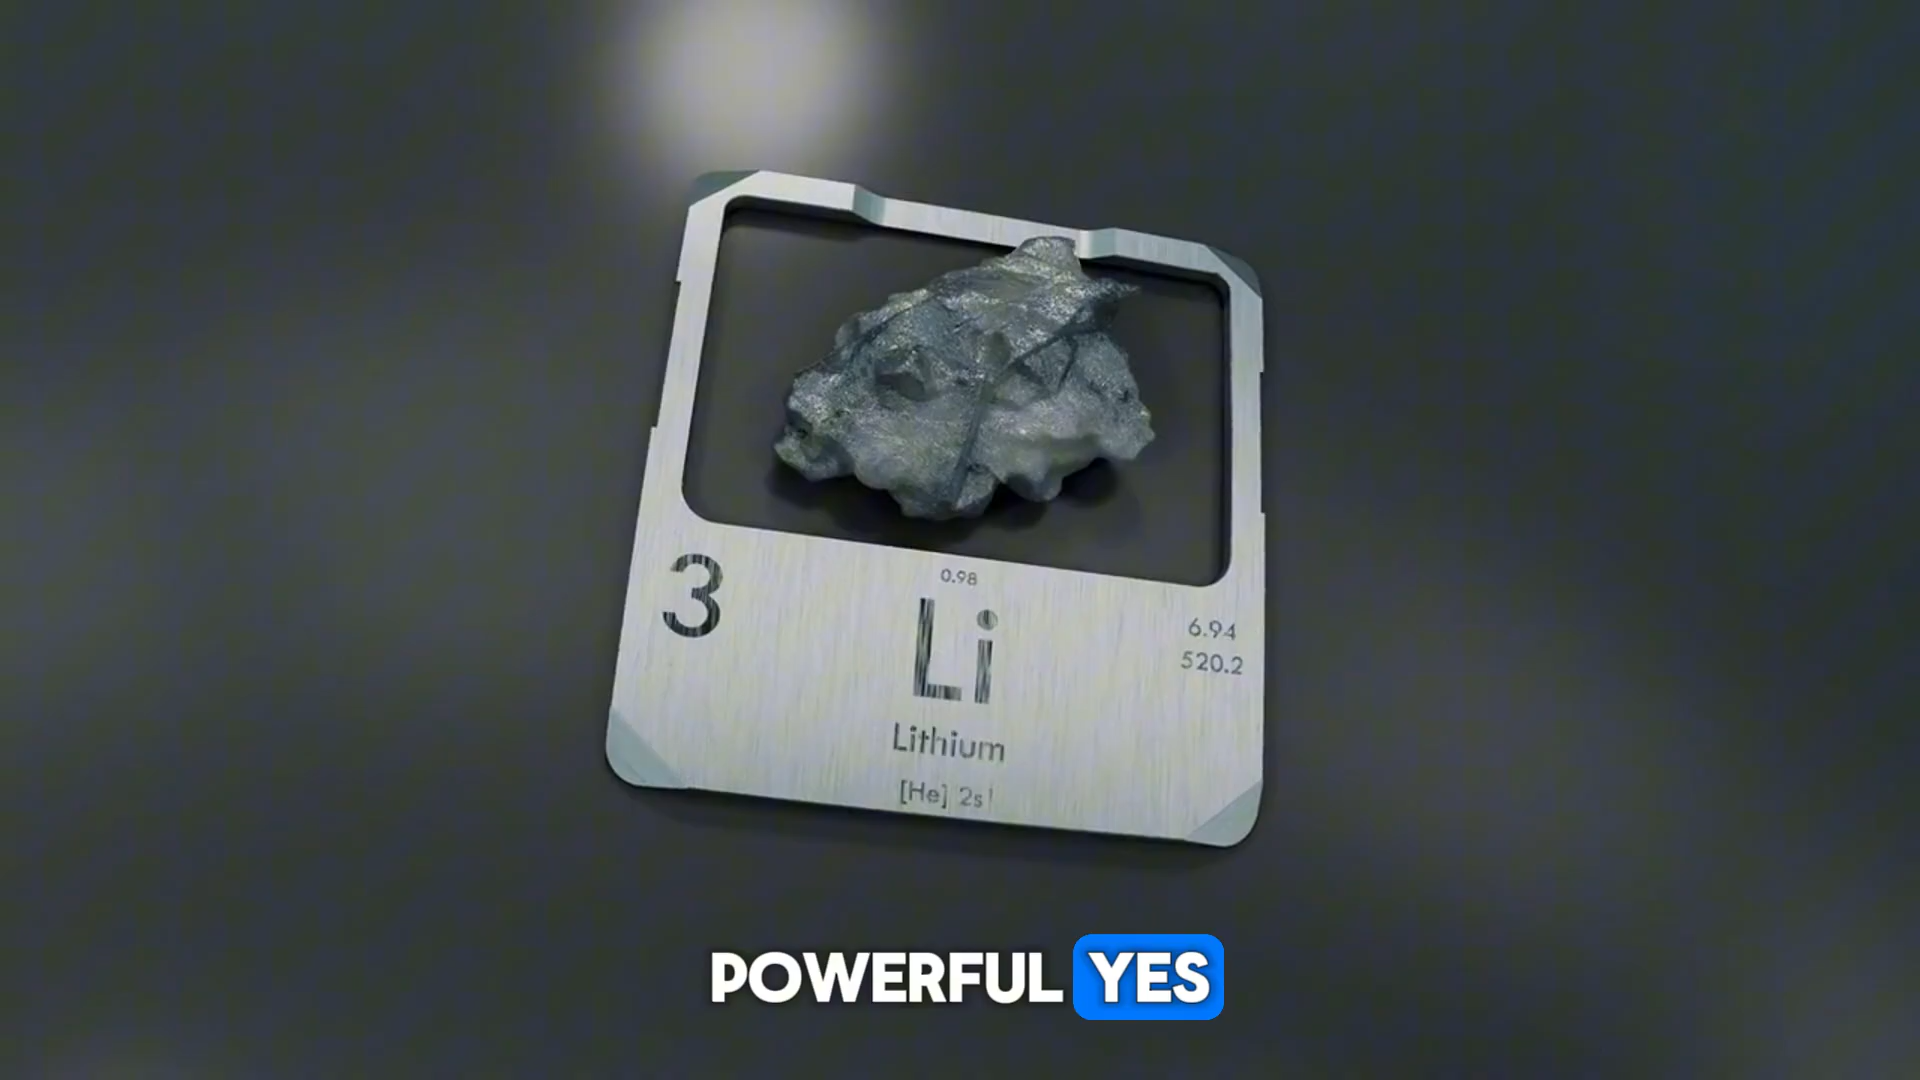 3
0.98
Li
6.94
520.2
Lithium
[He] 2s¹
POWERFUL YES